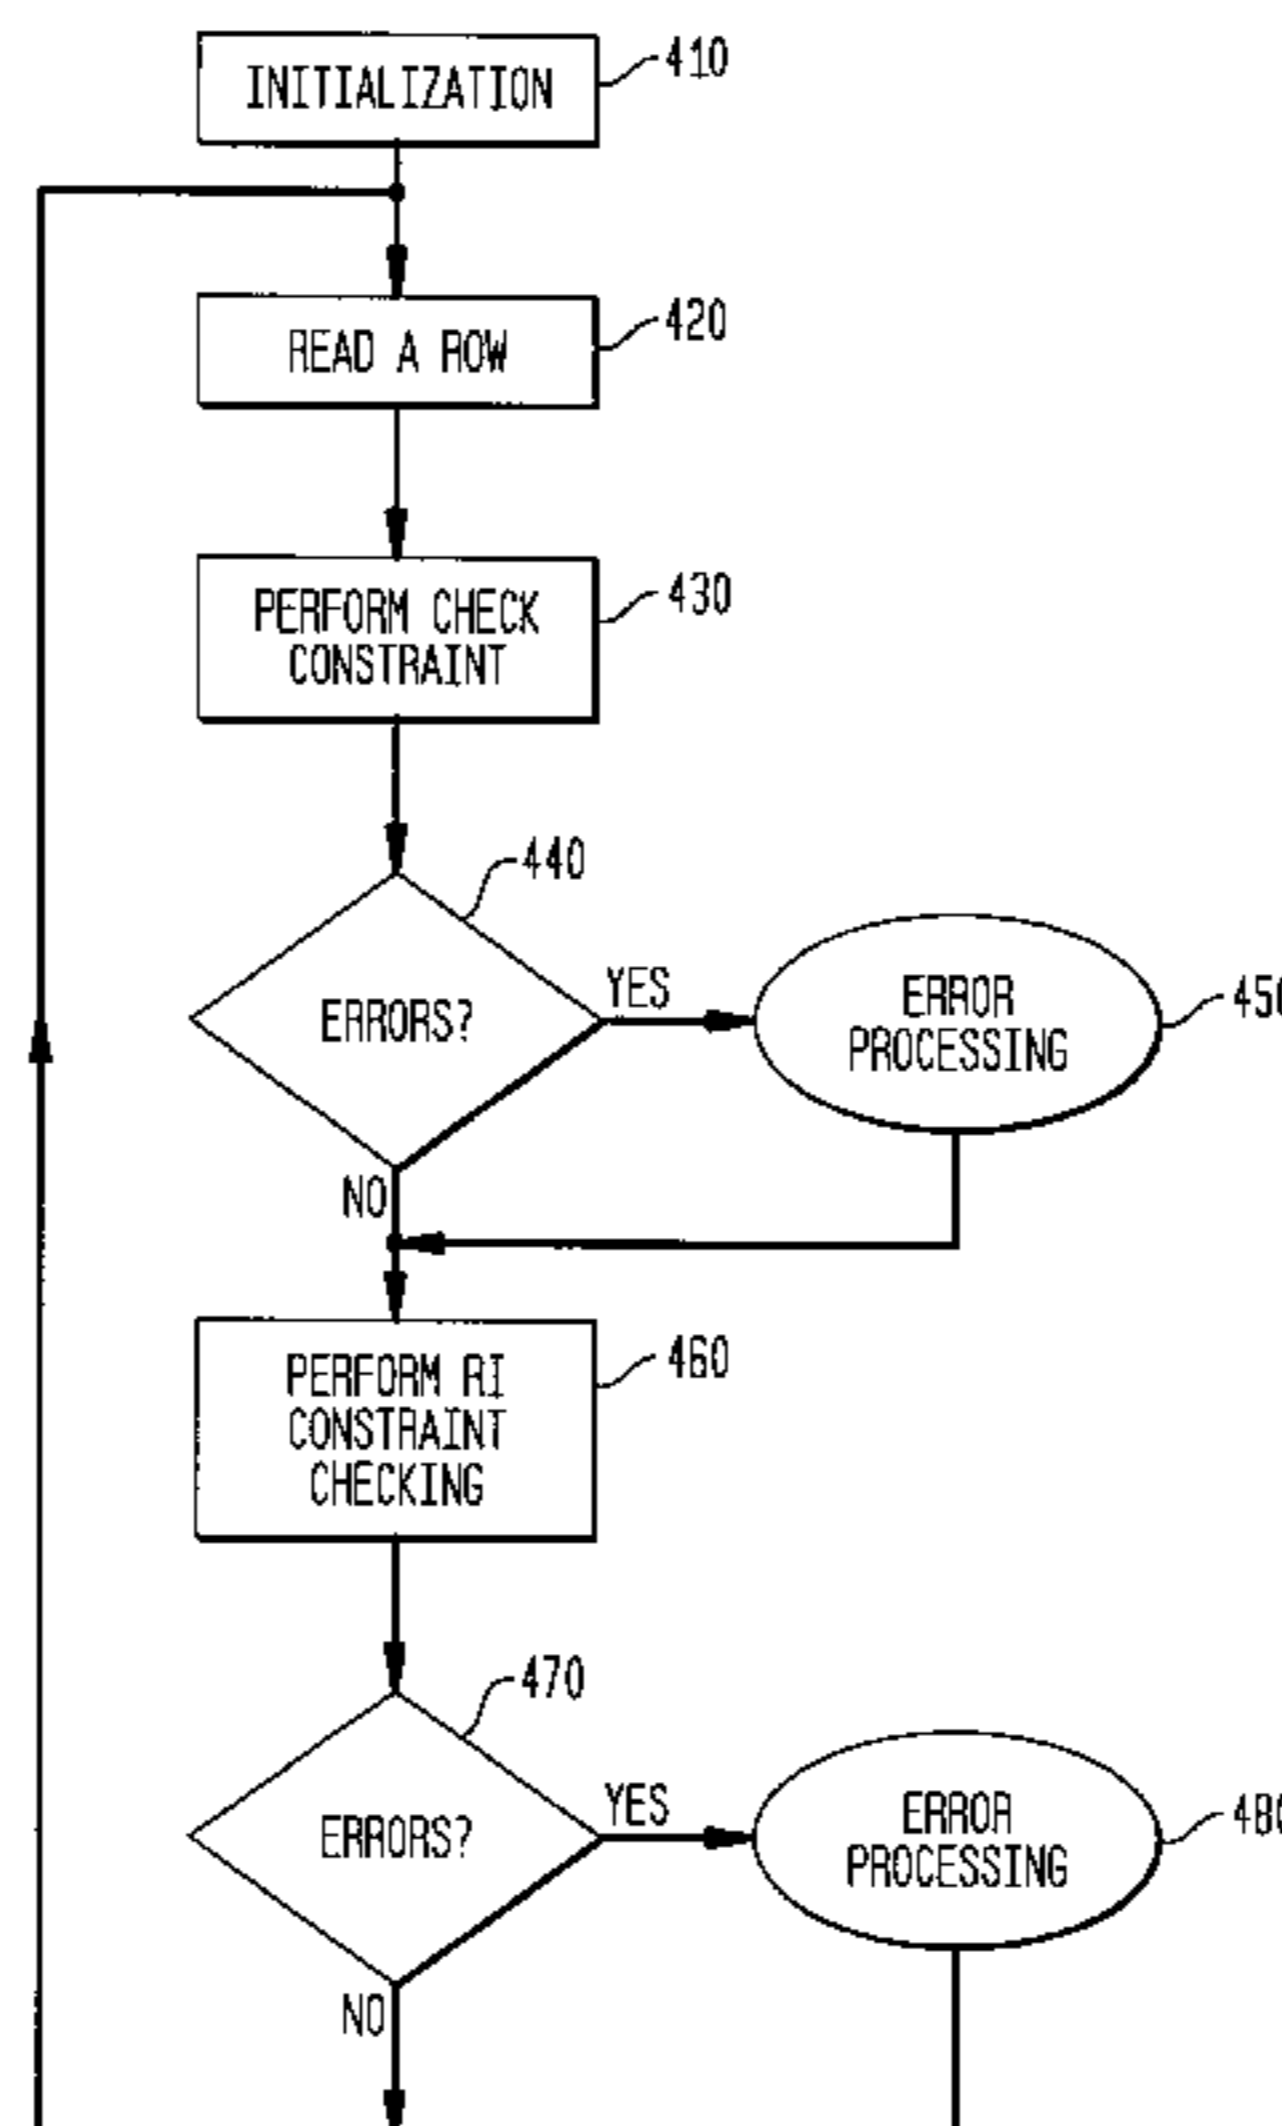 INITIALIZATION
410
READ A ROW
420
PERFORM CHECK
CONSTRAINT
430
440
ERRORS?
YES
ERROR
PROCESSING
NO
PERFORM RI
CONSTRAINT
CHECKING
460
470
ERRORS?
YES
ERROR
PROCESSING
NO